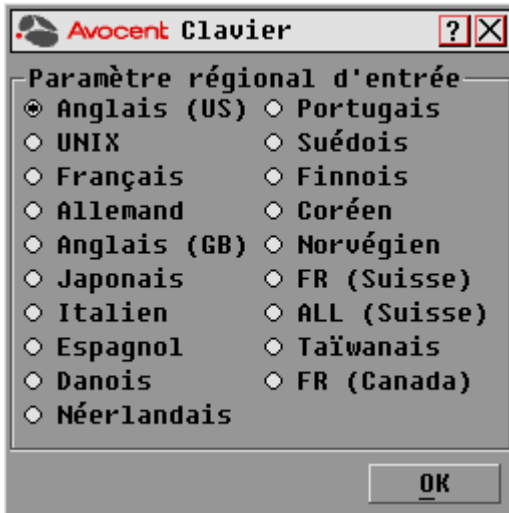 Avocent Clavier ? X
Paramètre régional d'entrée
Anglais (US)
UNIX
Français
Allemand
Anglais (GB)
Japonais
Italien
Espagnol
Danois
Néerlandais
Portugais
Suédois
Finnois
Coréen
Norvégien
FR (Suisse)
ALL (Suisse)
Taïwanais
FR (Canada)
OK